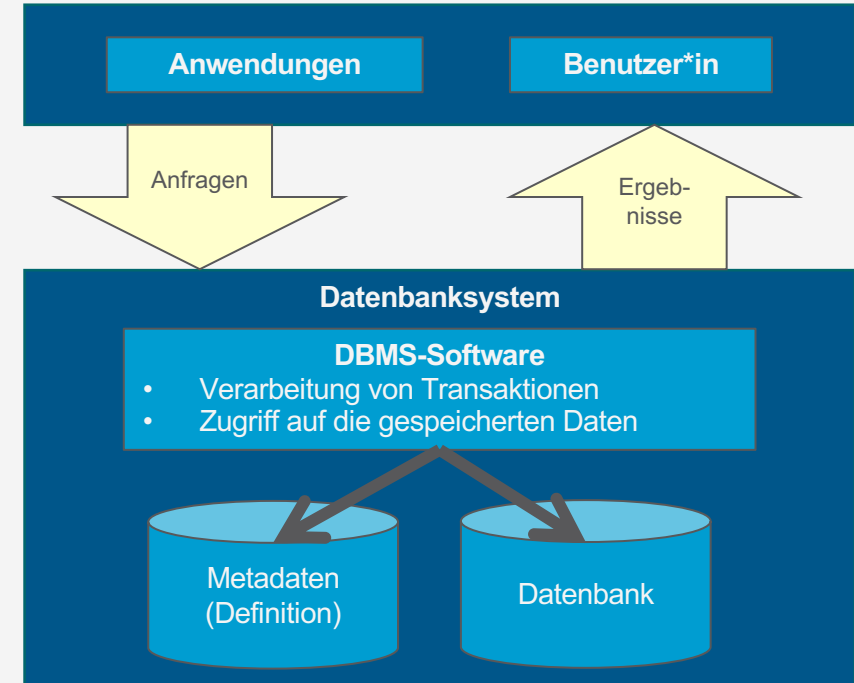 Anwendungen
Benutzer*in
Anfragen
Ergeb-
nisse
Datenbanksystem
DBMS-Software
• Verarbeitung von Transaktionen
• Zugriff auf die gespeicherten Daten
Metadaten
(Definition)
Datenbank